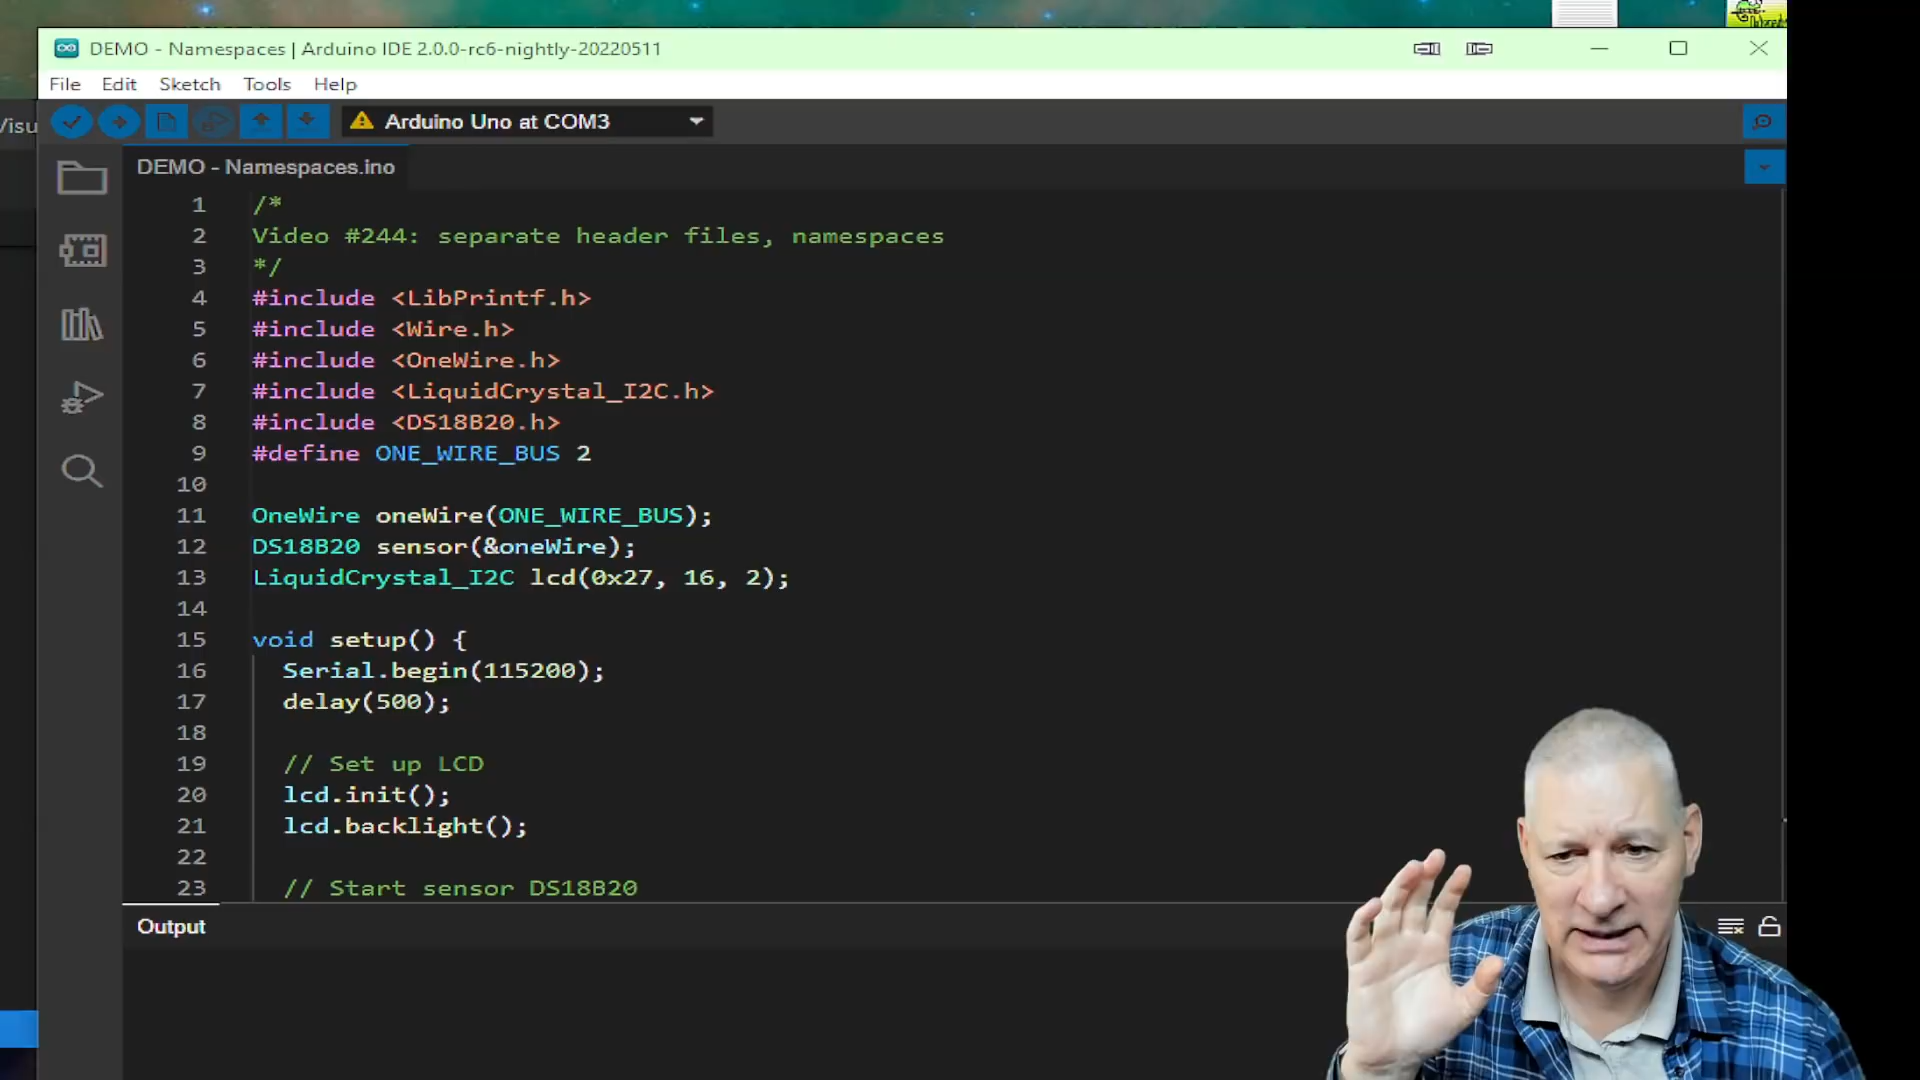 DEMO - Namespaces | Arduino IDE 2.0.0-rc6-nightly-20220511
File Edit Sketch Tools Help
Visu
Arduino Uno at COM3
DEMO - Namespaces.ino
1 /*
2 Video #244: separate header files, namespaces
3 */
4 #include <LibPrintf.h>
5 #include <Wire.h>
6 #include <OneWire.h>
7 #include <LiquidCrystal_I2C.h>
8 #include <DS18B20.h>
9 #define ONE_WIRE_BUS 2
10
11 OneWire oneWire(ONE_WIRE_BUS);
12 DS18B20 sensor(&oneWire);
13 LiquidCrystal_I2C lcd(0x27, 16, 2);
14
15 void setup() {
16 Serial.begin(115200);
17 delay(500);
18
19 // Set up LCD
20 lcd.init();
21 lcd.backlight();
22
23 // Start sensor DS18B20
Output